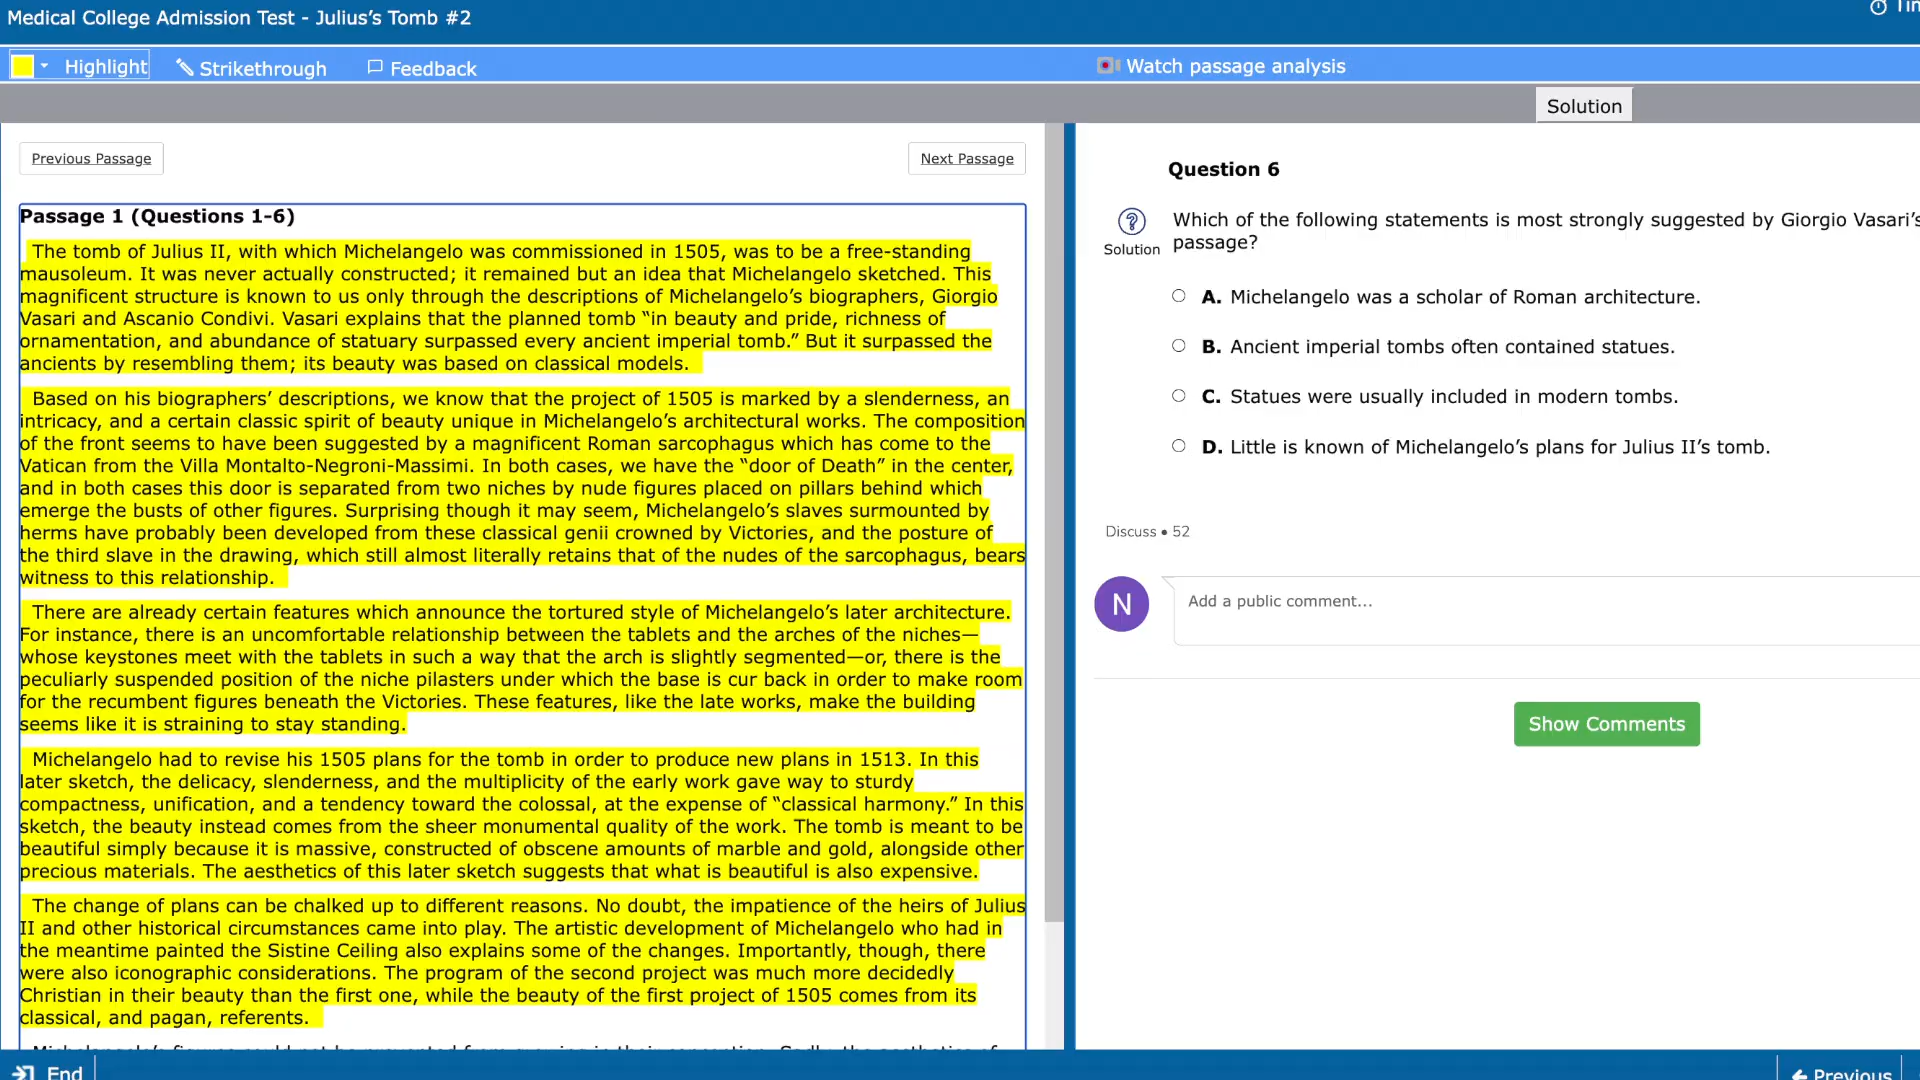 Medical College Admission Test - Julius’s Tomb #2
Highlight
Strikethrough
Feedback
Watch passage analysis
Solution
Previous Passage
Next Passage
Passage 1 (Questions 1-6)
The tomb of Julius II, with which Michelangelo was commissioned in 1505, was to be a free-standing
mausoleum. It was never actually constructed; it remained but an idea that Michelangelo sketched. This
magnificent structure is known to us only through the descriptions of Michelangelo’s biographers, Giorgio
Vasari and Ascanio Condivi. Vasari explains that the planned tomb “in beauty and pride, richness of
ornamentation, and abundance of statuary surpassed every ancient imperial tomb.” But it surpassed the
ancients by resembling them; its beauty was based on classical models.
Based on his biographers’ descriptions, we know that the project of 1505 is marked by a slenderness, an
intricacy, and a certain classic spirit of beauty unique in Michelangelo’s architectural works. The composition
of the front seems to have been suggested by a magnificent Roman sarcophagus which has come to the
Vatican from the Villa Montalto-Negroni-Massimi. In both cases, we have the “door of Death” in the center,
and in both cases this door is separated from two niches by nude figures placed on pillars behind which
emerge the busts of other figures. Surprising though it may seem, Michelangelo’s slaves surmounted by
herms have probably been developed from these classical genii crowned by Victories, and the posture of
the third slave in the drawing, which still almost literally retains that of the nudes of the sarcophagus, bears
witness to this relationship.
There are already certain features which announce the tortured style of Michelangelo’s later architecture.
For instance, there is an uncomfortable relationship between the tablets and the arches of the niches—
whose keystones meet with the tablets in such a way that the arch is slightly segmented—or, there is the
peculiarly suspended position of the niche pilasters under which the base is cur back in order to make room
for the recumbent figures beneath the Victories. These features, like the late works, make the building
seems like it is straining to stay standing.
Michelangelo had to revise his 1505 plans for the tomb in order to produce new plans in 1513. In this
later sketch, the delicacy, slenderness, and the multiplicity of the early work gave way to sturdy
compactness, unification, and a tendency toward the colossal, at the expense of “classical harmony.” In this
sketch, the beauty instead comes from the sheer monumental quality of the work. The tomb is meant to be
beautiful simply because it is massive, constructed of obscene amounts of marble and gold, alongside other
precious materials. The aesthetics of this later sketch suggests that what is beautiful is also expensive.
The change of plans can be chalked up to different reasons. No doubt, the impatience of the heirs of Julius
II and other historical circumstances came into play. The artistic development of Michelangelo who had in
the meantime painted the Sistine Ceiling also explains some of the changes. Importantly, though, there
were also iconographic considerations. The program of the second project was much more decidedly
Christian in their beauty than the first one, while the beauty of the first project of 1505 comes from its
classical, and pagan, referents.
Question 6
Solution
Which of the following statements is most strongly suggested by Giorgio Vasari’s
passage?
A. Michelangelo was a scholar of Roman architecture.
B. Ancient imperial tombs often contained statues.
C. Statues were usually included in modern tombs.
D. Little is known of Michelangelo’s plans for Julius II’s tomb.
Discuss • 52
N
Add a public comment...
Show Comments
End
Previous